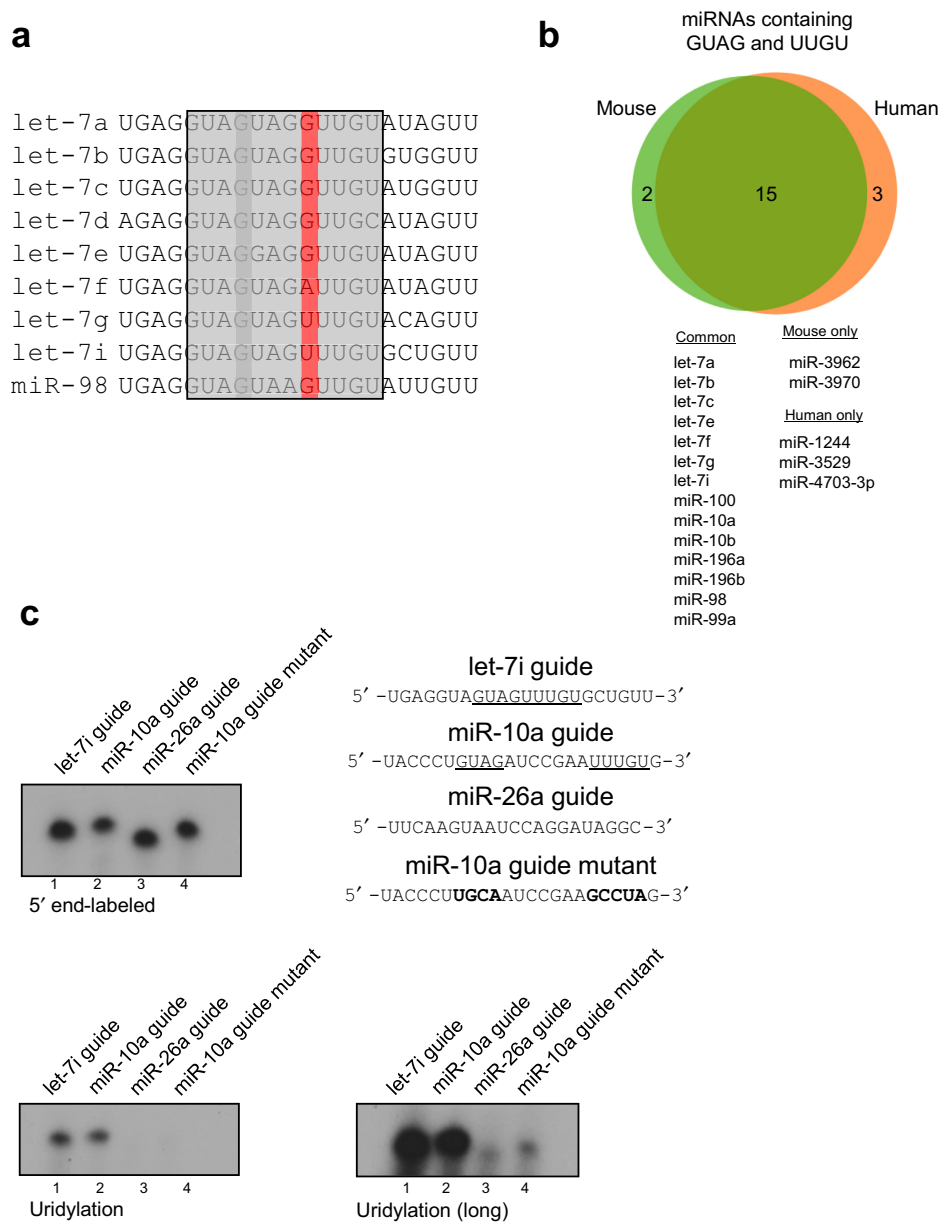 a
let-7a UGAGGUAGUAGGUUGUAUAGUU
let-7b UGAGGUAGUAGGUUGUGUGGUU
let-7c UGAGGUAGUAGGUUGUAUGGUU
let-7d AGAGGUAGUAGGUUGCAUAGUU
let-7e UGAGGUAGGAGGUUGUAUAGUU
let-7f UGAGGUAGUAGAUUGUAUAGUU
let-7g UGAGGUAGUAGUUUGUACAGUU
let-7i UGAGGUAGUAGUUUGUGCUGUU
miR-98 UGAGGUAGUAAGUUGUAUUGUU
b
miRNAs containing
GUAG and UUGU
Mouse
Human
2
15
3
Common
let-7a
let-7b
let-7c
let-7e
let-7f
let-7g
let-7i
miR-100
miR-10a
miR-10b
miR-196a
miR-196b
miR-98
miR-99a
Mouse only
miR-3962
miR-3970
Human only
miR-1244
miR-3529
miR-4703-3p
c
let-7i guide
miR-10a guide
miR-26a guide
miR-10a guide mutant
1 2 3 4
5′ end-labeled
let-7i guide
5′ -UGAGGUAGUAGUUUGUGCUGUU-3′
miR-10a guide
5′ -UACCCUGUAGAUCCGAAUUUGUG-3′
miR-26a guide
5′ -UUCAAGUAAUCCAGGAUAGGC-3′
miR-10a guide mutant
5′ -UACCCUUGCAAUCCGAAGCCUAG-3′
let-7i guide
miR-10a guide
miR-26a guide
miR-10a guide mutant
1 2 3 4
Uridylation
let-7i guide
miR-10a guide
miR-26a guide
miR-10a guide mutant
1 2 3 4
Uridylation (long)